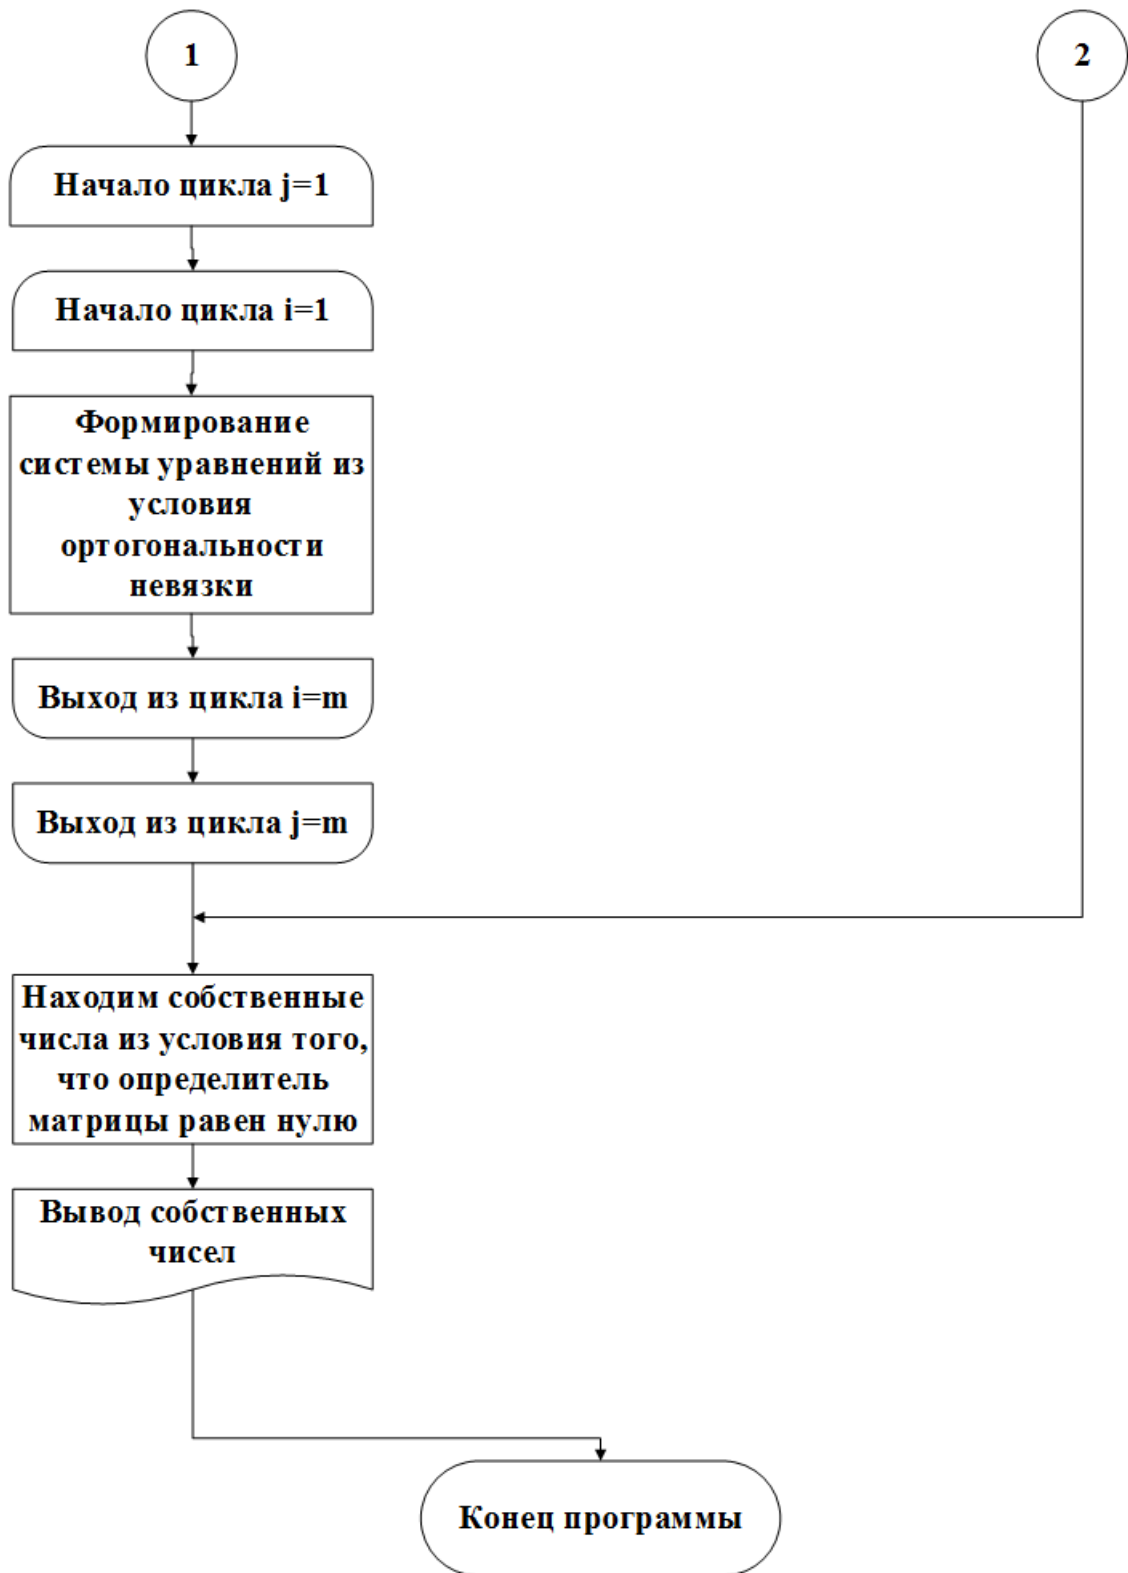 1
2
Начало цикла j=1
Начало цикла i=1
Формирование
системы уравнений из
условия
ортогональности
невязки
Выход из цикла i=m
Выход из цикла j=m
Находим собственные
числа из условия того,
что определитель
матрицы равен нулю
Вывод собственных
чисел
Конец программы